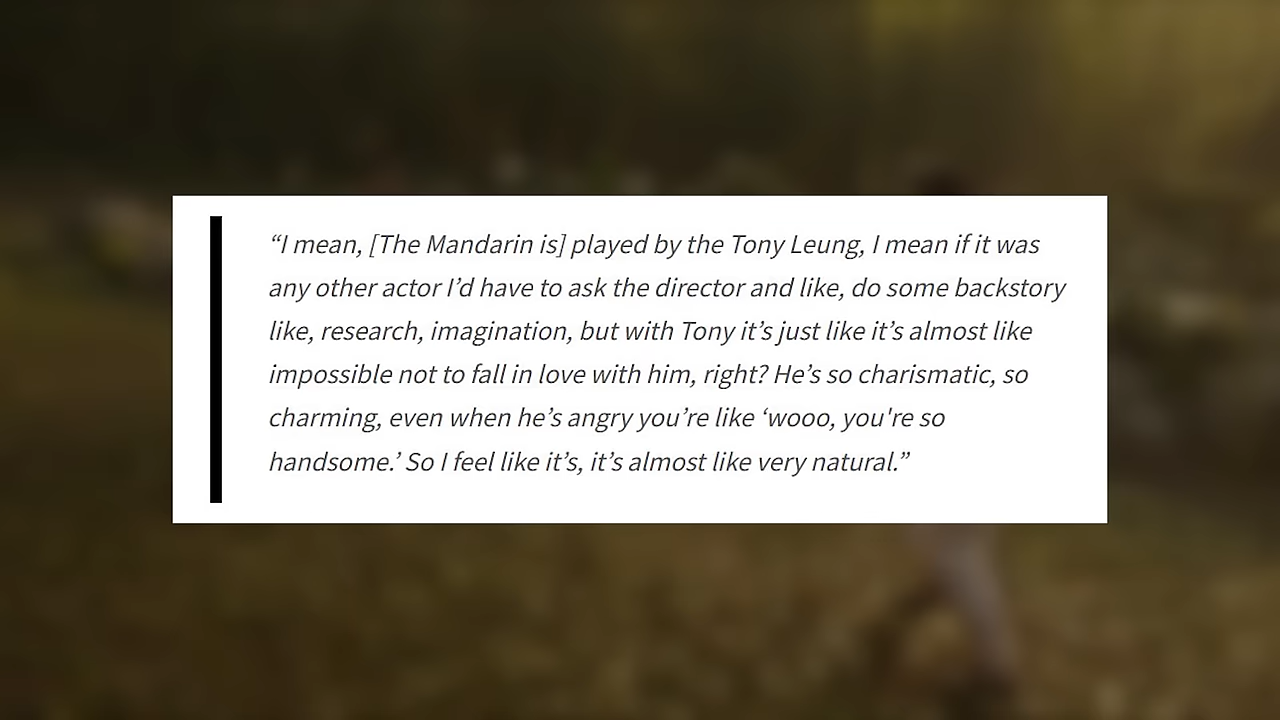 “I mean, [The Mandarin is] played by the Tony Leung, I mean if it was
any other actor I’d have to ask the director and like, do some backstory
like, research, imagination, but with Tony it’s just like it’s almost like
impossible not to fall in love with him, right? He’s so charismatic, so
charming, even when he’s angry you’re like ‘wooo, you're so
handsome.’ So I feel like it’s, it’s almost like very natural.”